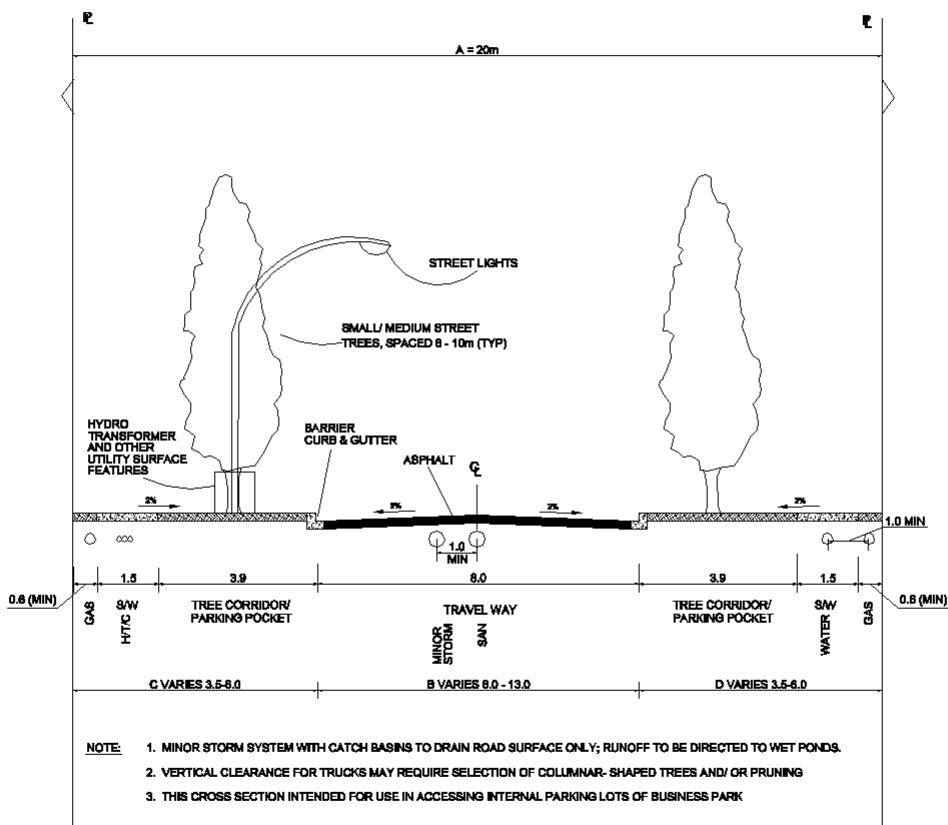 PL
PL
A = 20m
STREET LIGHTS
SMALL/ MEDIUM STREET
TREES, SPACED 8 - 10m (TYP)
HYDRO
TRANSFORMER
AND OTHER
UTILITY SURFACE
FEATURES
BARRIER
CURB & GUTTER
ASPHALT
CL
2%
2%
2%
2%
1.0 MIN
1.0
MIN
0.6 (MIN)
1.5
3.9
8.0
3.9
1.5
0.6 (MIN)
GAS
S/W
H/T/C
TREE CORRIDOR/
PARKING POCKET
TRAVEL WAY
MINOR
STORM
SAN
TREE CORRIDOR/
PARKING POCKET
S/W
WATER
GAS
C VARIES 3.5-6.0
B VARIES 8.0 - 13.0
D VARIES 3.5-6.0
NOTE:
1. MINOR STORM SYSTEM WITH CATCH BASINS TO DRAIN ROAD SURFACE ONLY; RUNOFF TO BE DIRECTED TO WET PONDS.
2. VERTICAL CLEARANCE FOR TRUCKS MAY REQUIRE SELECTION OF COLUMNAR- SHAPED TREES AND/ OR PRUNING
3. THIS CROSS SECTION INTENDED FOR USE IN ACCESSING INTERNAL PARKING LOTS OF BUSINESS PARK